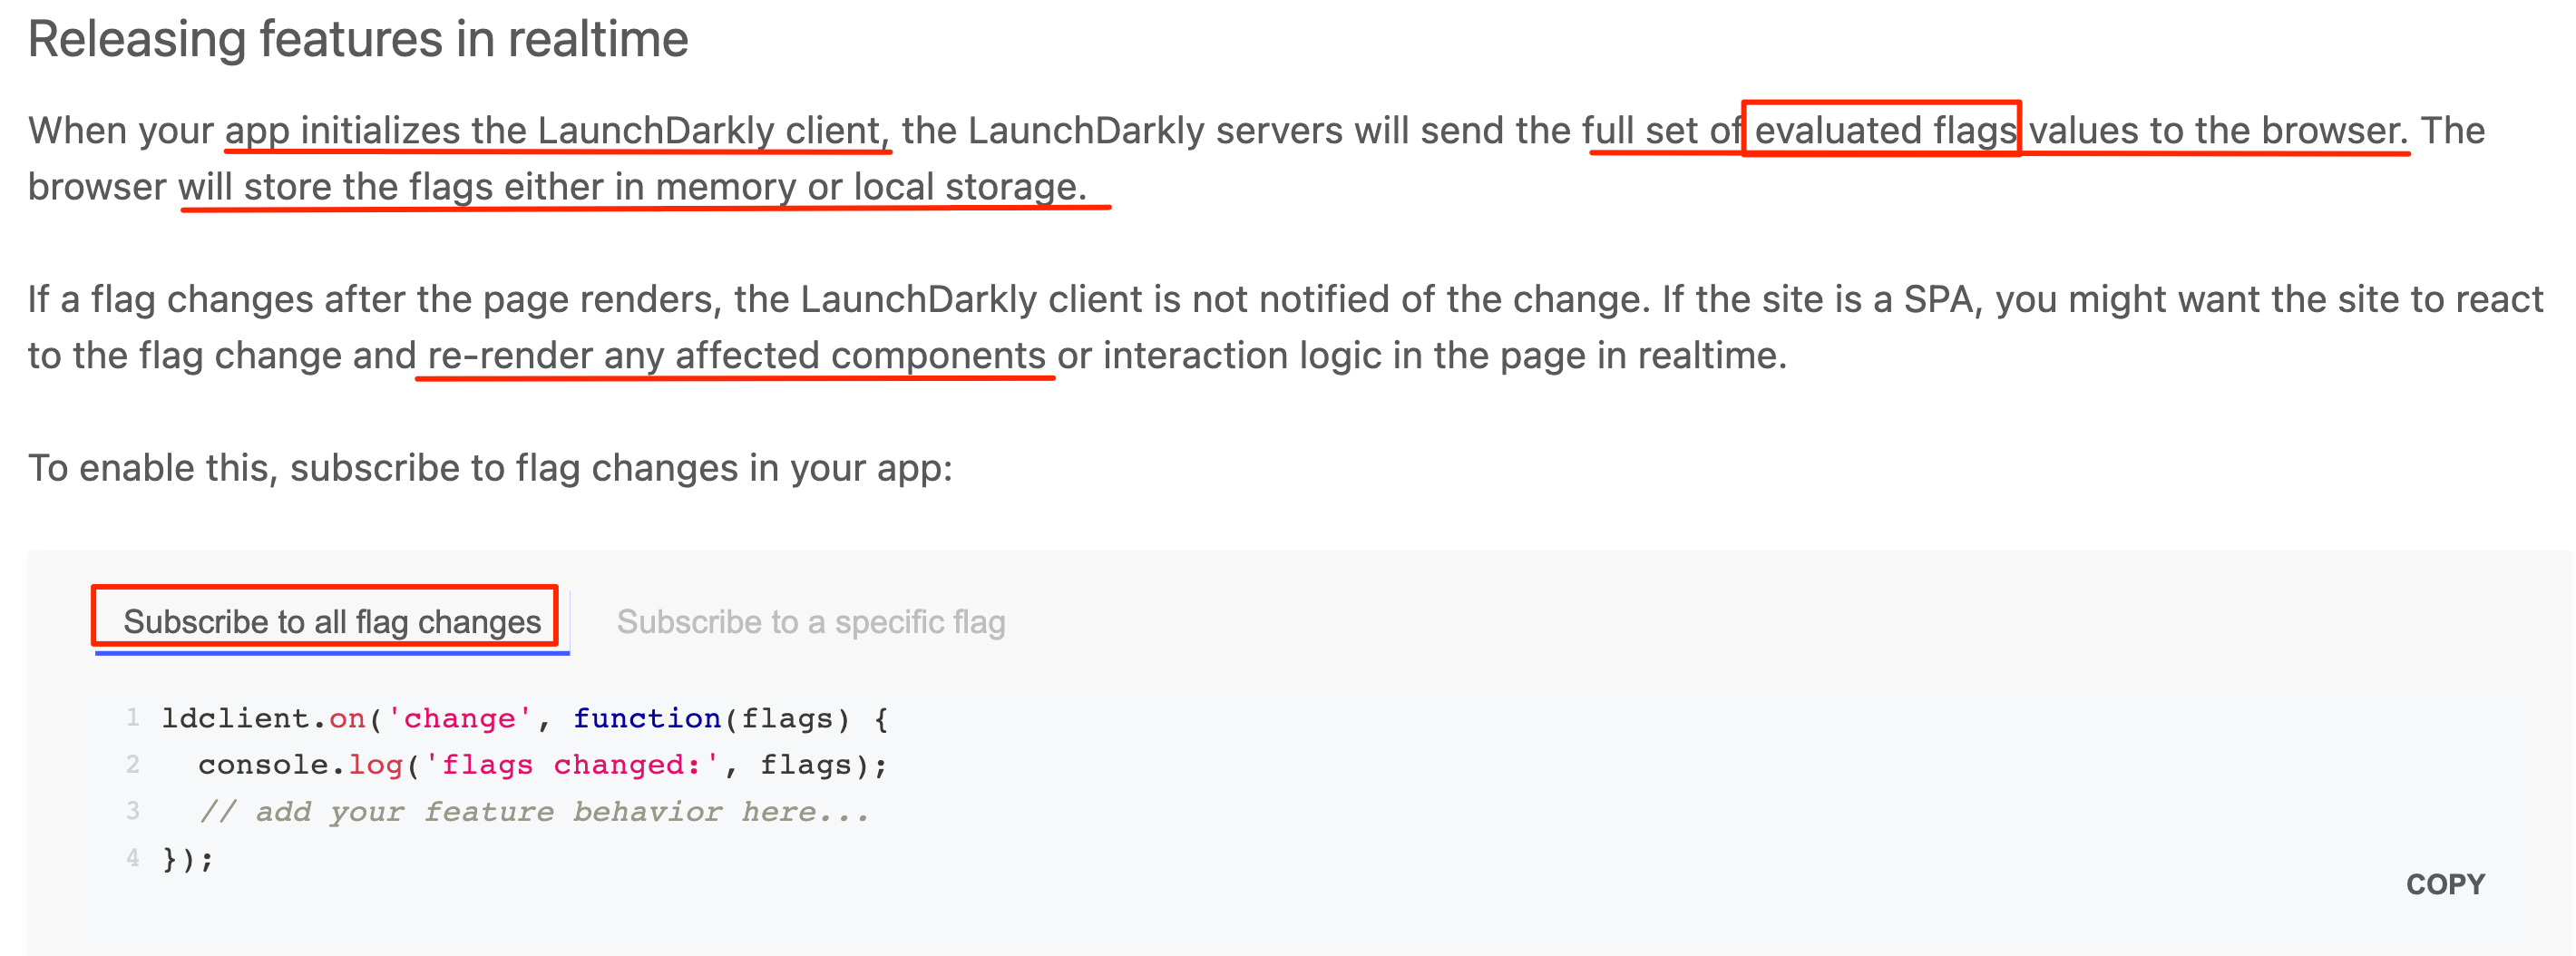 Releasing features in realtime
When your app initializes the LaunchDarkly client, the LaunchDarkly servers will send the full set of evaluated flags values to the browser. The
browser will store the flags either in memory or local storage.
If a flag changes after the page renders, the LaunchDarkly client is not notified of the change. If the site is a SPA, you might want the site to react
to the flag change and re-render any affected components or interaction logic in the page in realtime.
To enable this, subscribe to flag changes in your app:
Subscribe to all flag changes Subscribe to a specific flag
1 ldclient.on('change', function(flags) {
2   console.log('flags changed:', flags);
3   // add your feature behavior here...
4 });
COPY